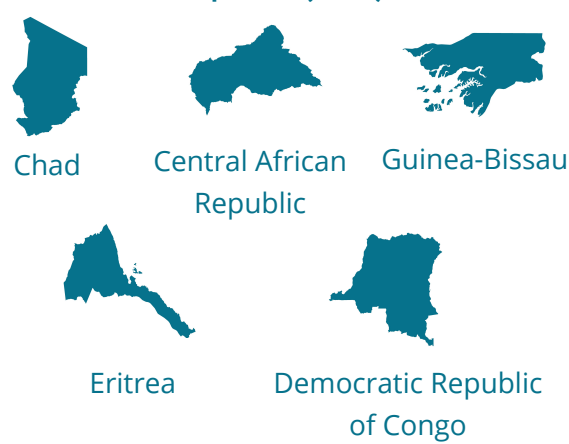 Chad
Central African
Republic
Guinea-Bissau
Eritrea
Democratic Republic
of Congo